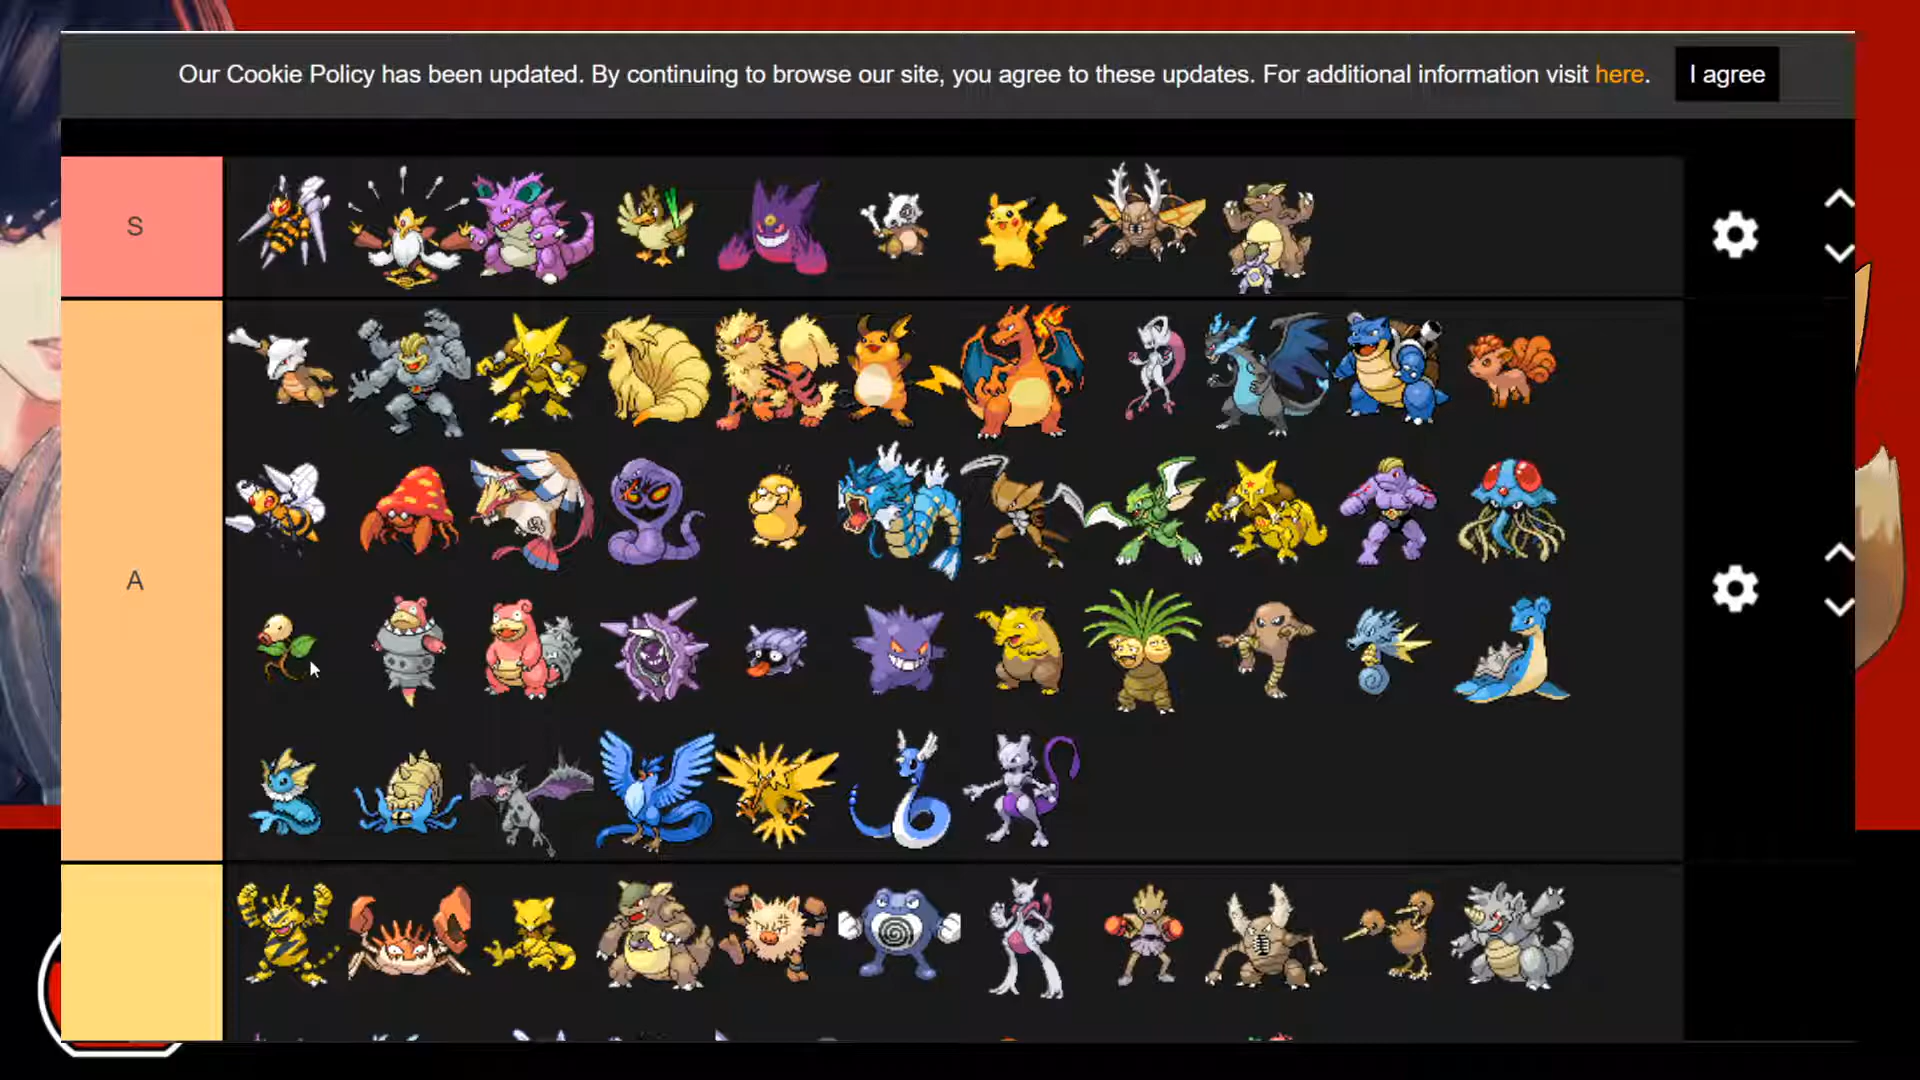 Our Cookie Policy has been updated. By continuing to browse our site, you agree to these updates. For additional information visit here.
I agree
S
A